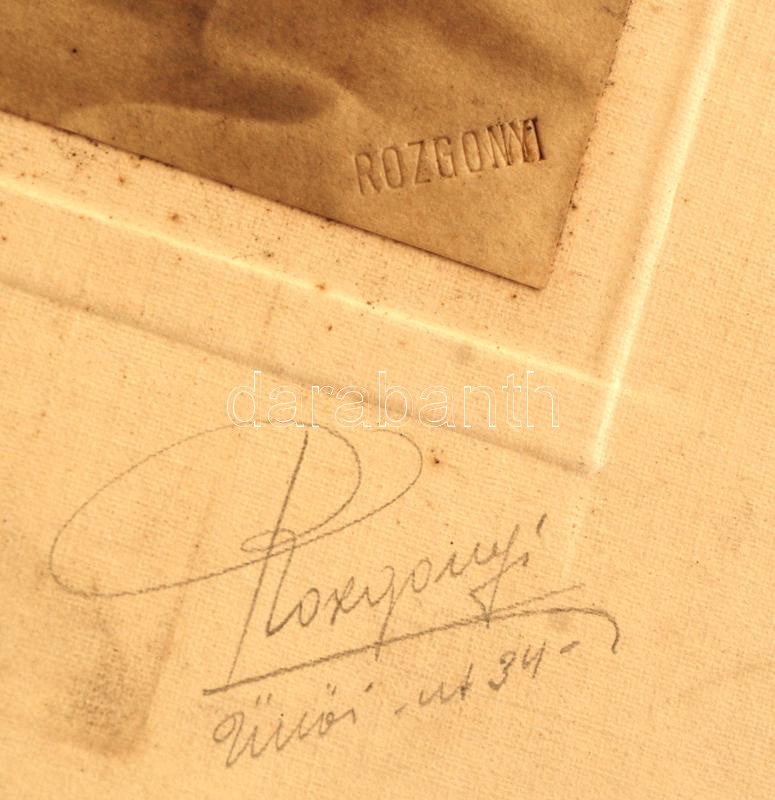 ROZGONYI
darabanth
Rozgonyi
Üllői-ut 34-